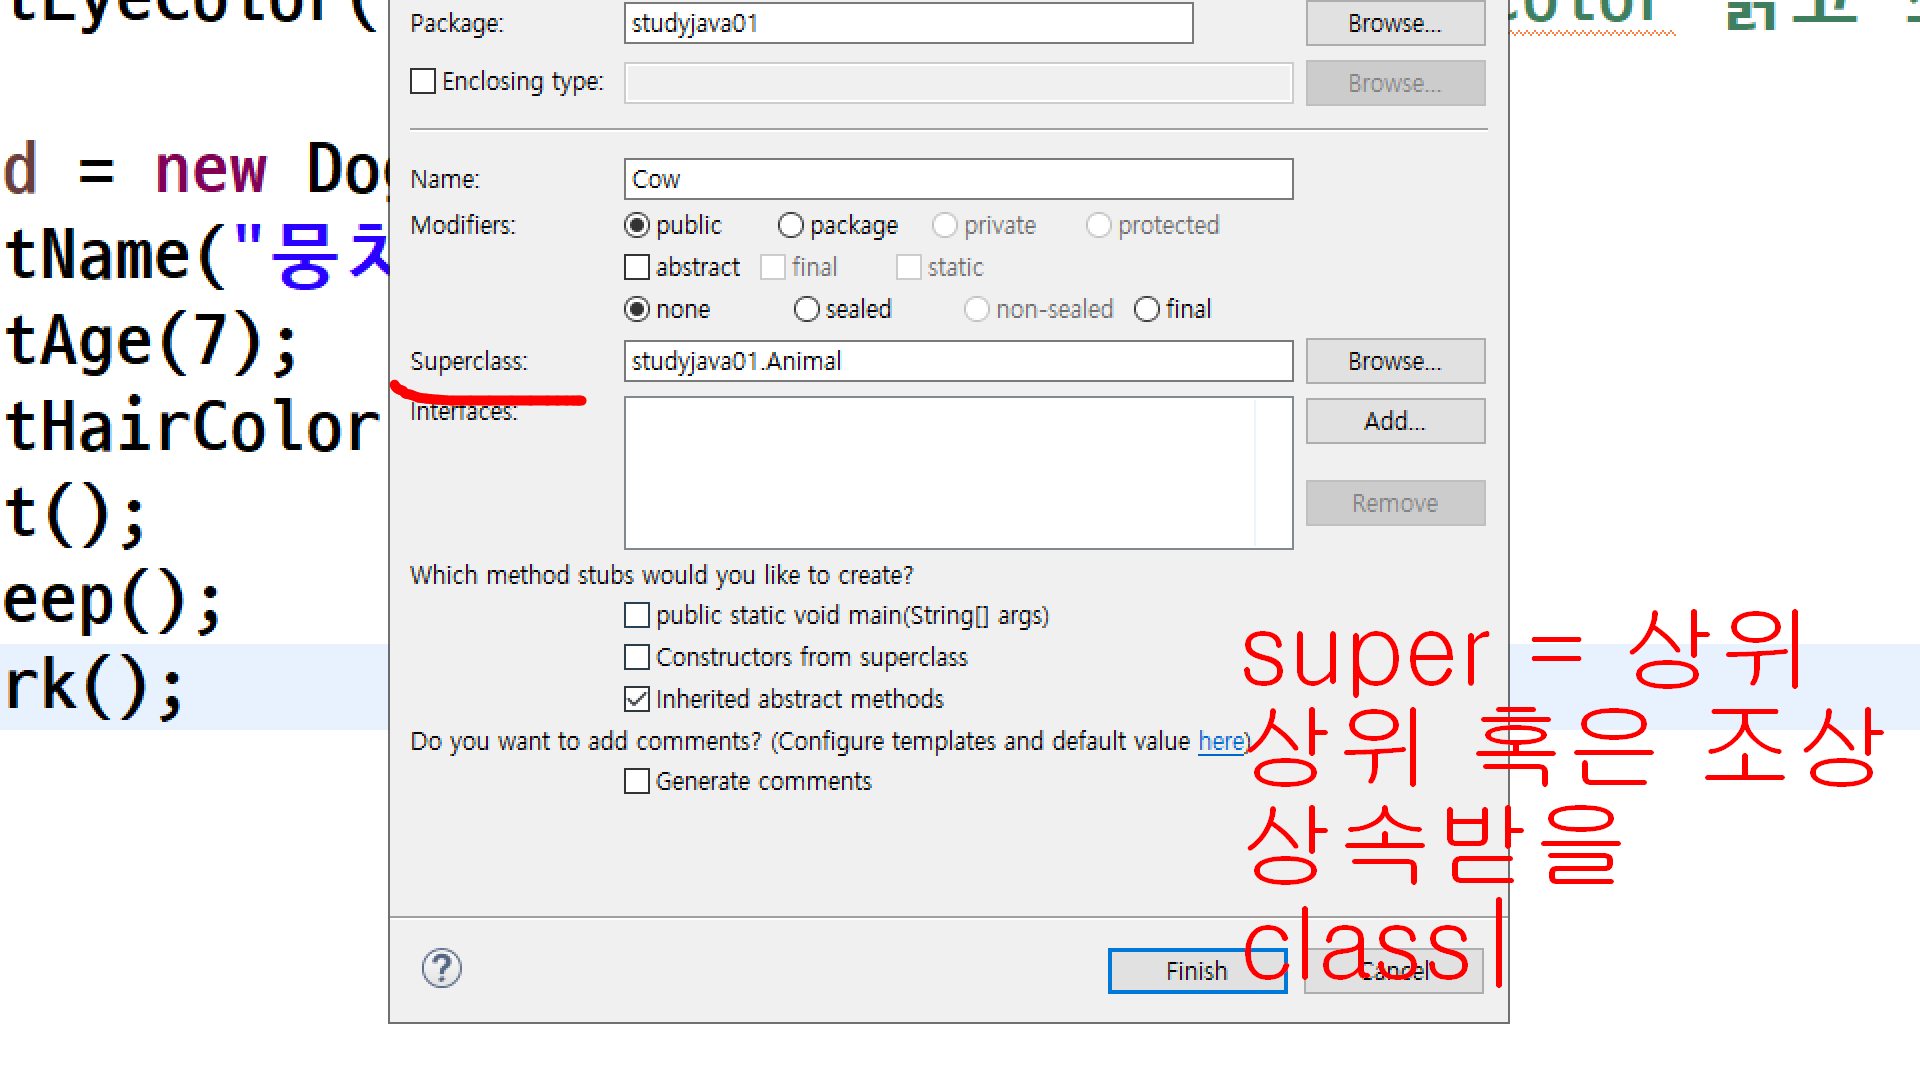 Package: studyjava01 Browse...
Enclosing type: Browse...
d = new Dog
Name: Cow
Modifiers: public package private protected
tName("뭉치
abstract final static
none sealed non-sealed final
tAge(7);
Superclass: studyjava01.Animal Browse...
Interfaces: Add...
tHairColor
Remove
t();
Which method stubs would you like to create?
eep();
public static void main(String[] args)
Constructors from superclass
rk();
Inherited abstract methods
Do you want to add comments? (Configure templates and default value here)
Generate comments
super = 상위
상위 혹은 조상
상속받을
class
Finish Cancel